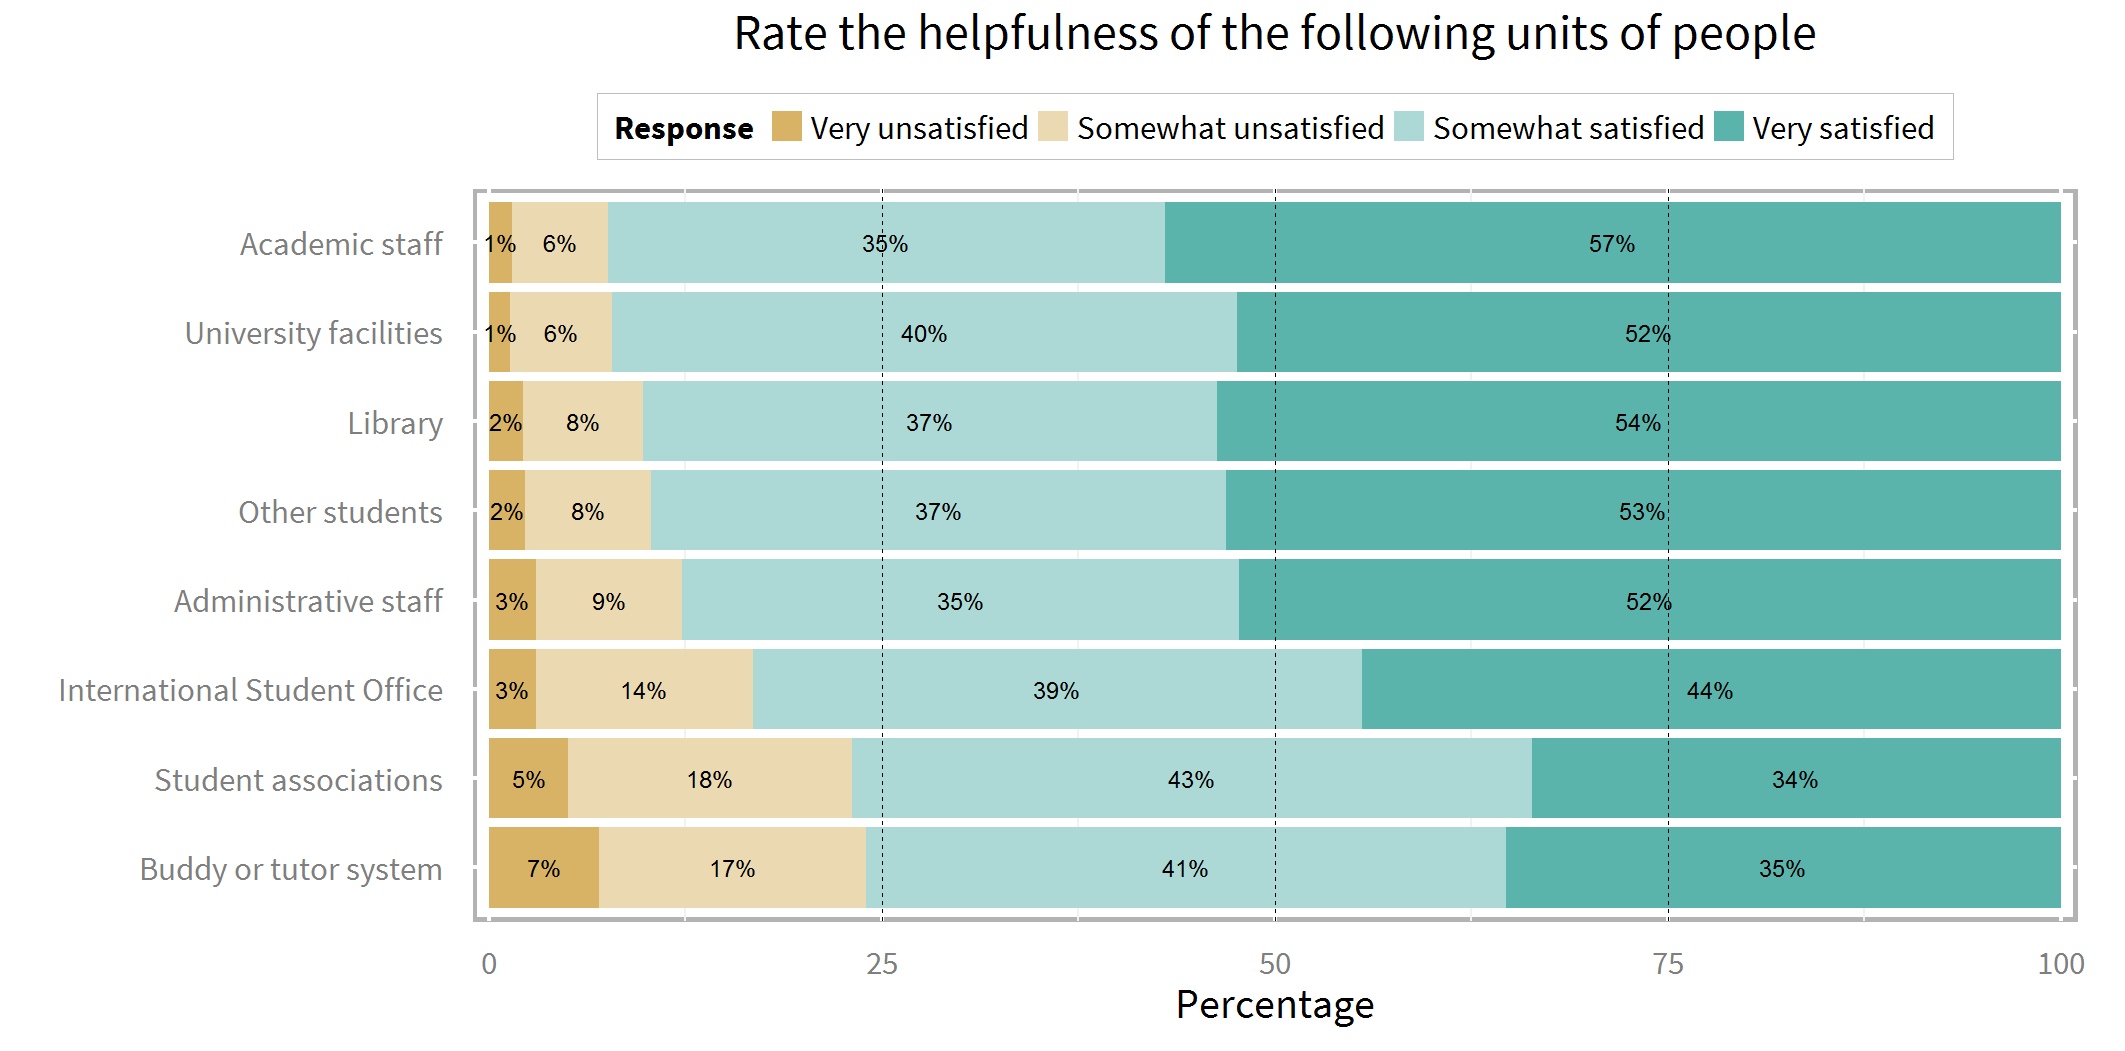 Rate the helpfulness of the following units of people
Response Very unsatisfied Somewhat unsatisfied Somewhat satisfied Very satisfied
Academic staff 1% 6% 35% 57%
University facilities 1% 6% 40% 52%
Library 2% 8% 37% 54%
Other students 2% 8% 37% 53%
Administrative staff 3% 9% 35% 52%
International Student Office 3% 14% 39% 44%
Student associations 5% 18% 43% 34%
Buddy or tutor system 7% 17% 41% 35%
0 25 50 75 100
Percentage